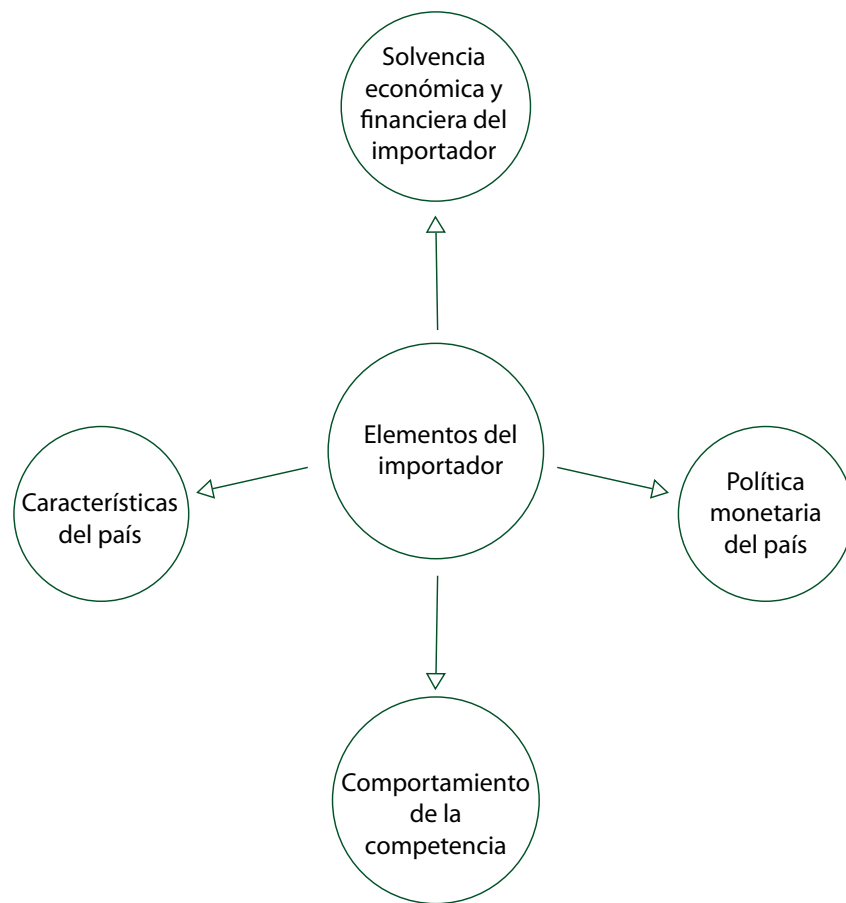 Solvencia
económica y
financiera del
importador
Elementos del
importador
Características
del país
Política
monetaria
del país
Comportamiento
de la
competencia